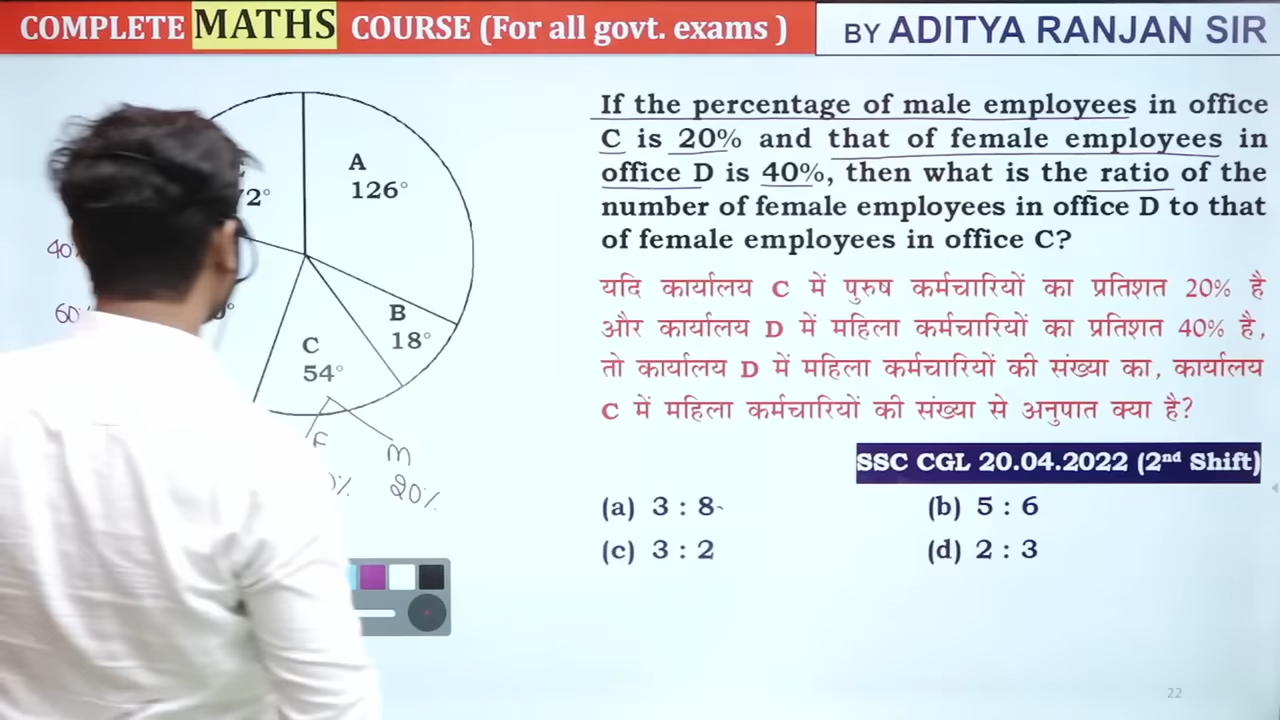 COMPLETE MATHS COURSE (For all govt. exams )
BY ADITYA RANJAN SIR
A
126°
72°
B
18°
C
54°
F
M
20%
60%
If the percentage of male employees in office
C is 20% and that of female employees in
office D is 40%, then what is the ratio of the
number of female employees in office D to that
of female employees in office C?
यदि कार्यालय C में पुरुष कर्मचारियों का प्रतिशत 20% है
और कार्यालय D में महिला कर्मचारियों का प्रतिशत 40% है,
तो कार्यालय D में महिला कर्मचारियों की संख्या का, कार्यालय
C में महिला कर्मचारियों की संख्या से अनुपात क्या है?
SSC CGL 20.04.2022 (2nd Shift)
(a) 3 : 8
(b) 5 : 6
(c) 3 : 2
(d) 2 : 3
22